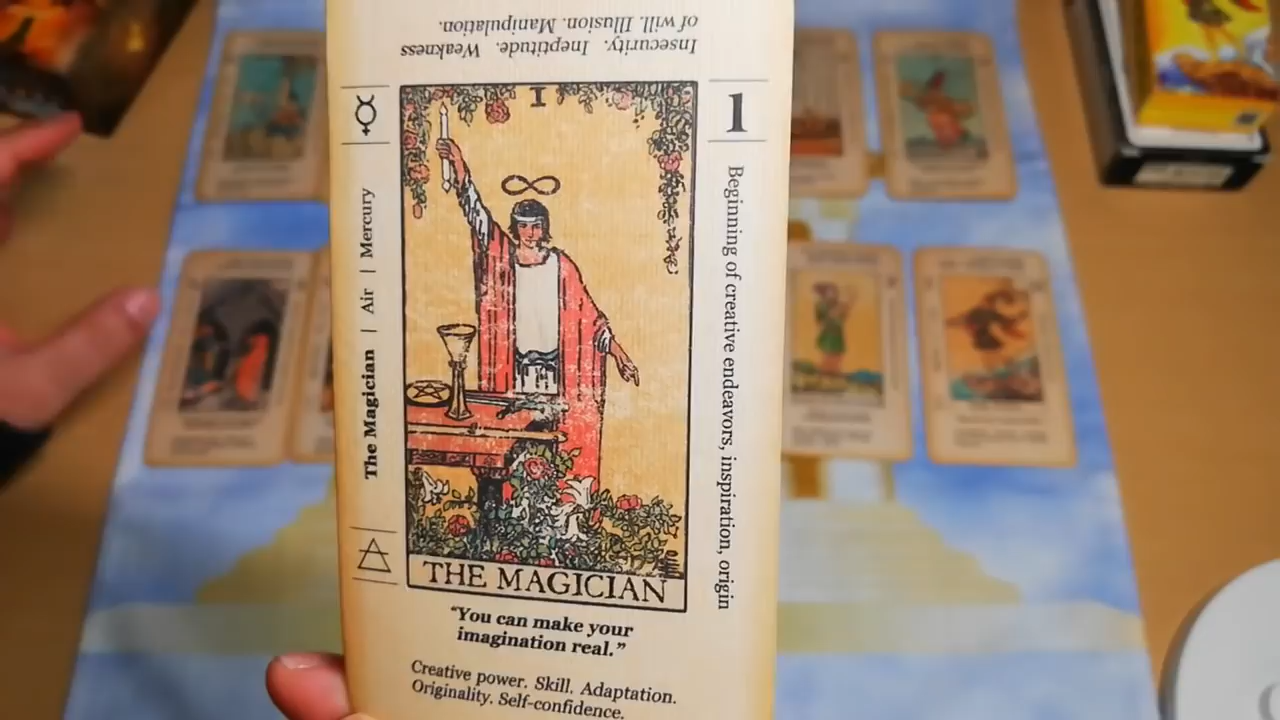 Insecurity. Ineptitude. Weakness
of will. Illusion. Manipulation.
I
1
The Magician | Air | Mercury
Beginning of creative endeavors, inspiration, origin
THE MAGICIAN
“You can make your
imagination real.”
Creative power. Skill. Adaptation.
Originality. Self-confidence.